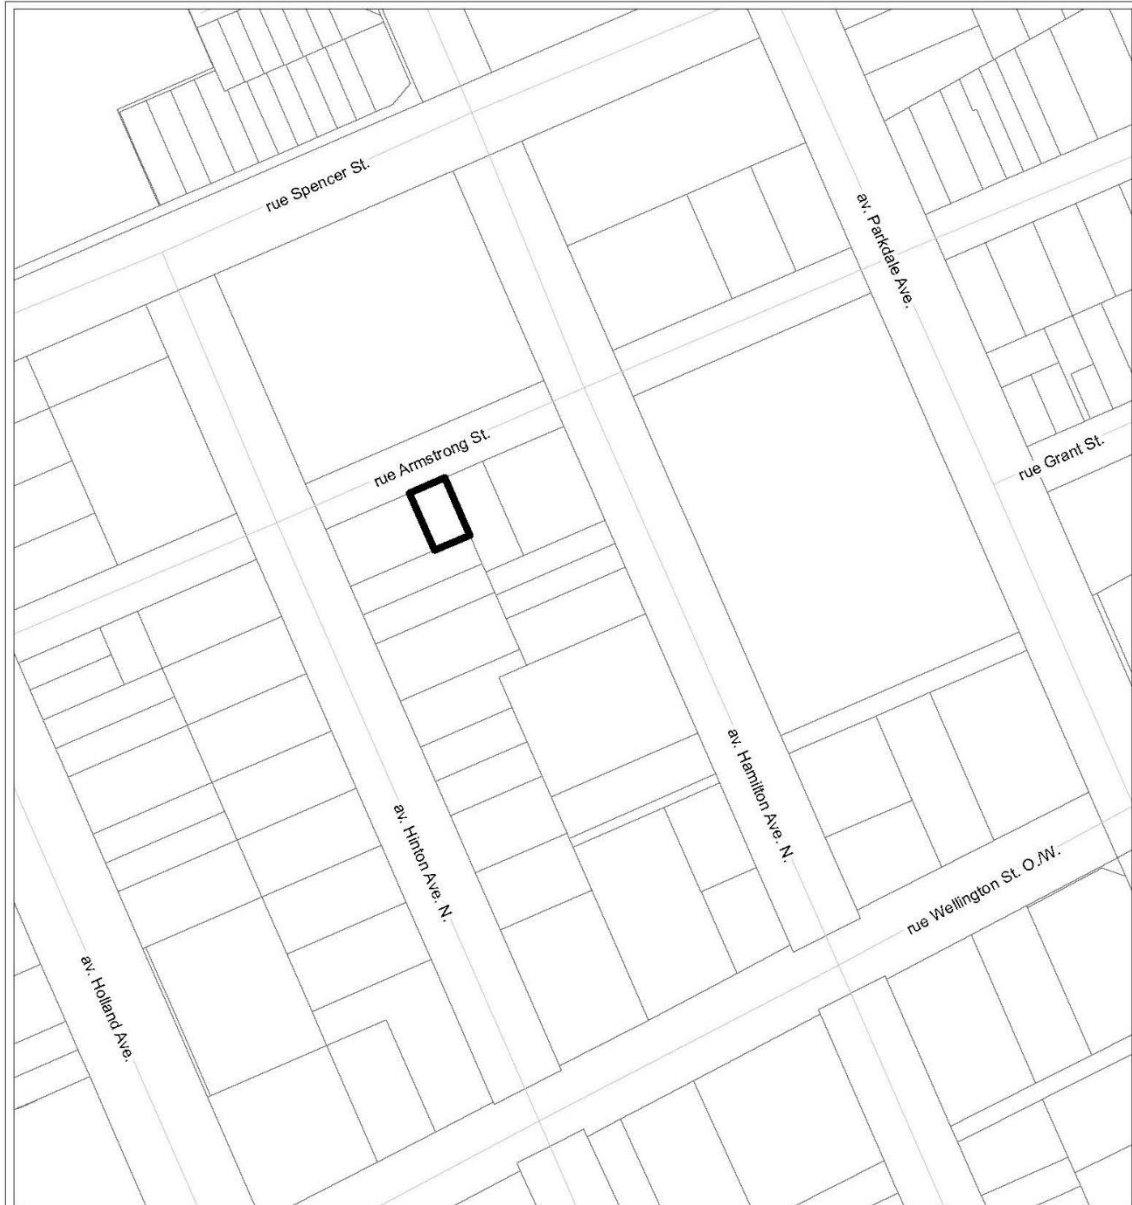 rue Spencer St.
av. Parkdale Ave.
rue Armstrong St.
rue Grant St.
av. Hamilton Ave. N.
av. Hinton Ave. N.
rue Wellington St. O./W.
av. Holland Ave.